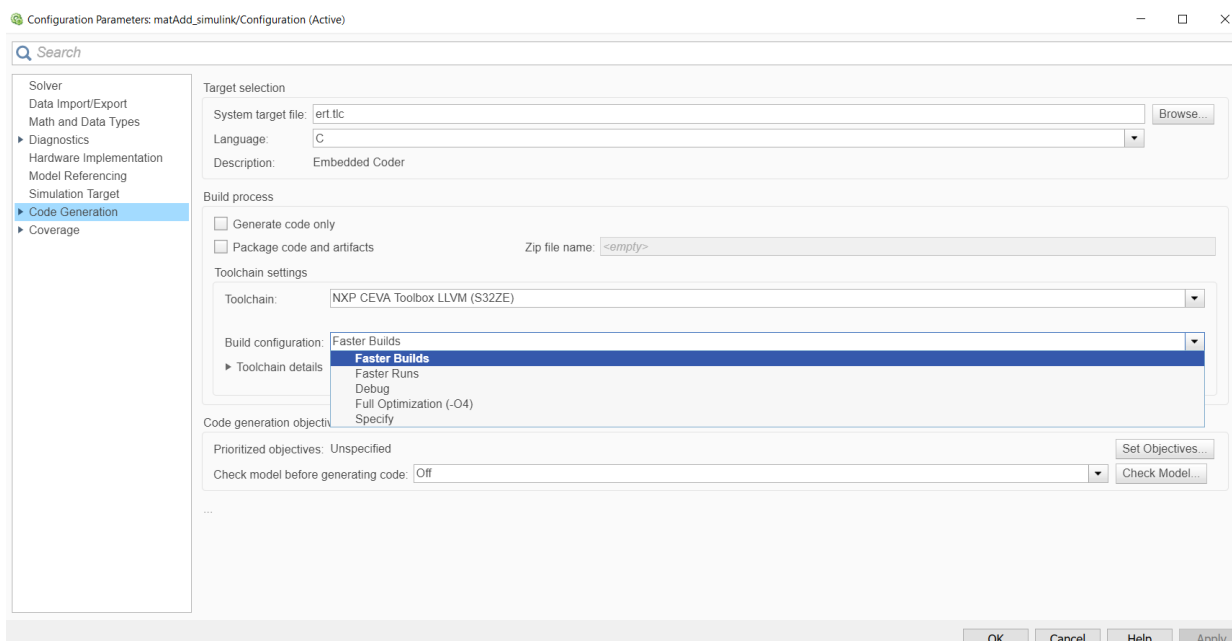 Configuration Parameters: matAdd_simulink/Configuration (Active)
Search
Solver
Data Import/Export
Math and Data Types
Diagnostics
Hardware Implementation
Model Referencing
Simulation Target
Code Generation
Coverage
Target selection
System target file: ert.tlc Browse...
Language: C
Description: Embedded Coder
Build process
Generate code only
Package code and artifacts Zip file name: <empty>
Toolchain settings
Toolchain: NXP CEVA Toolbox LLVM (S32ZE)
Build configuration: Faster Builds
Faster Builds
Toolchain details
Faster Runs
Debug
Full Optimization (-O4)
Specify
Code generation objectiv
Prioritized objectives: Unspecified Set Objectives...
Check model before generating code: Off Check Model...
...
OK Cancel Help Apply